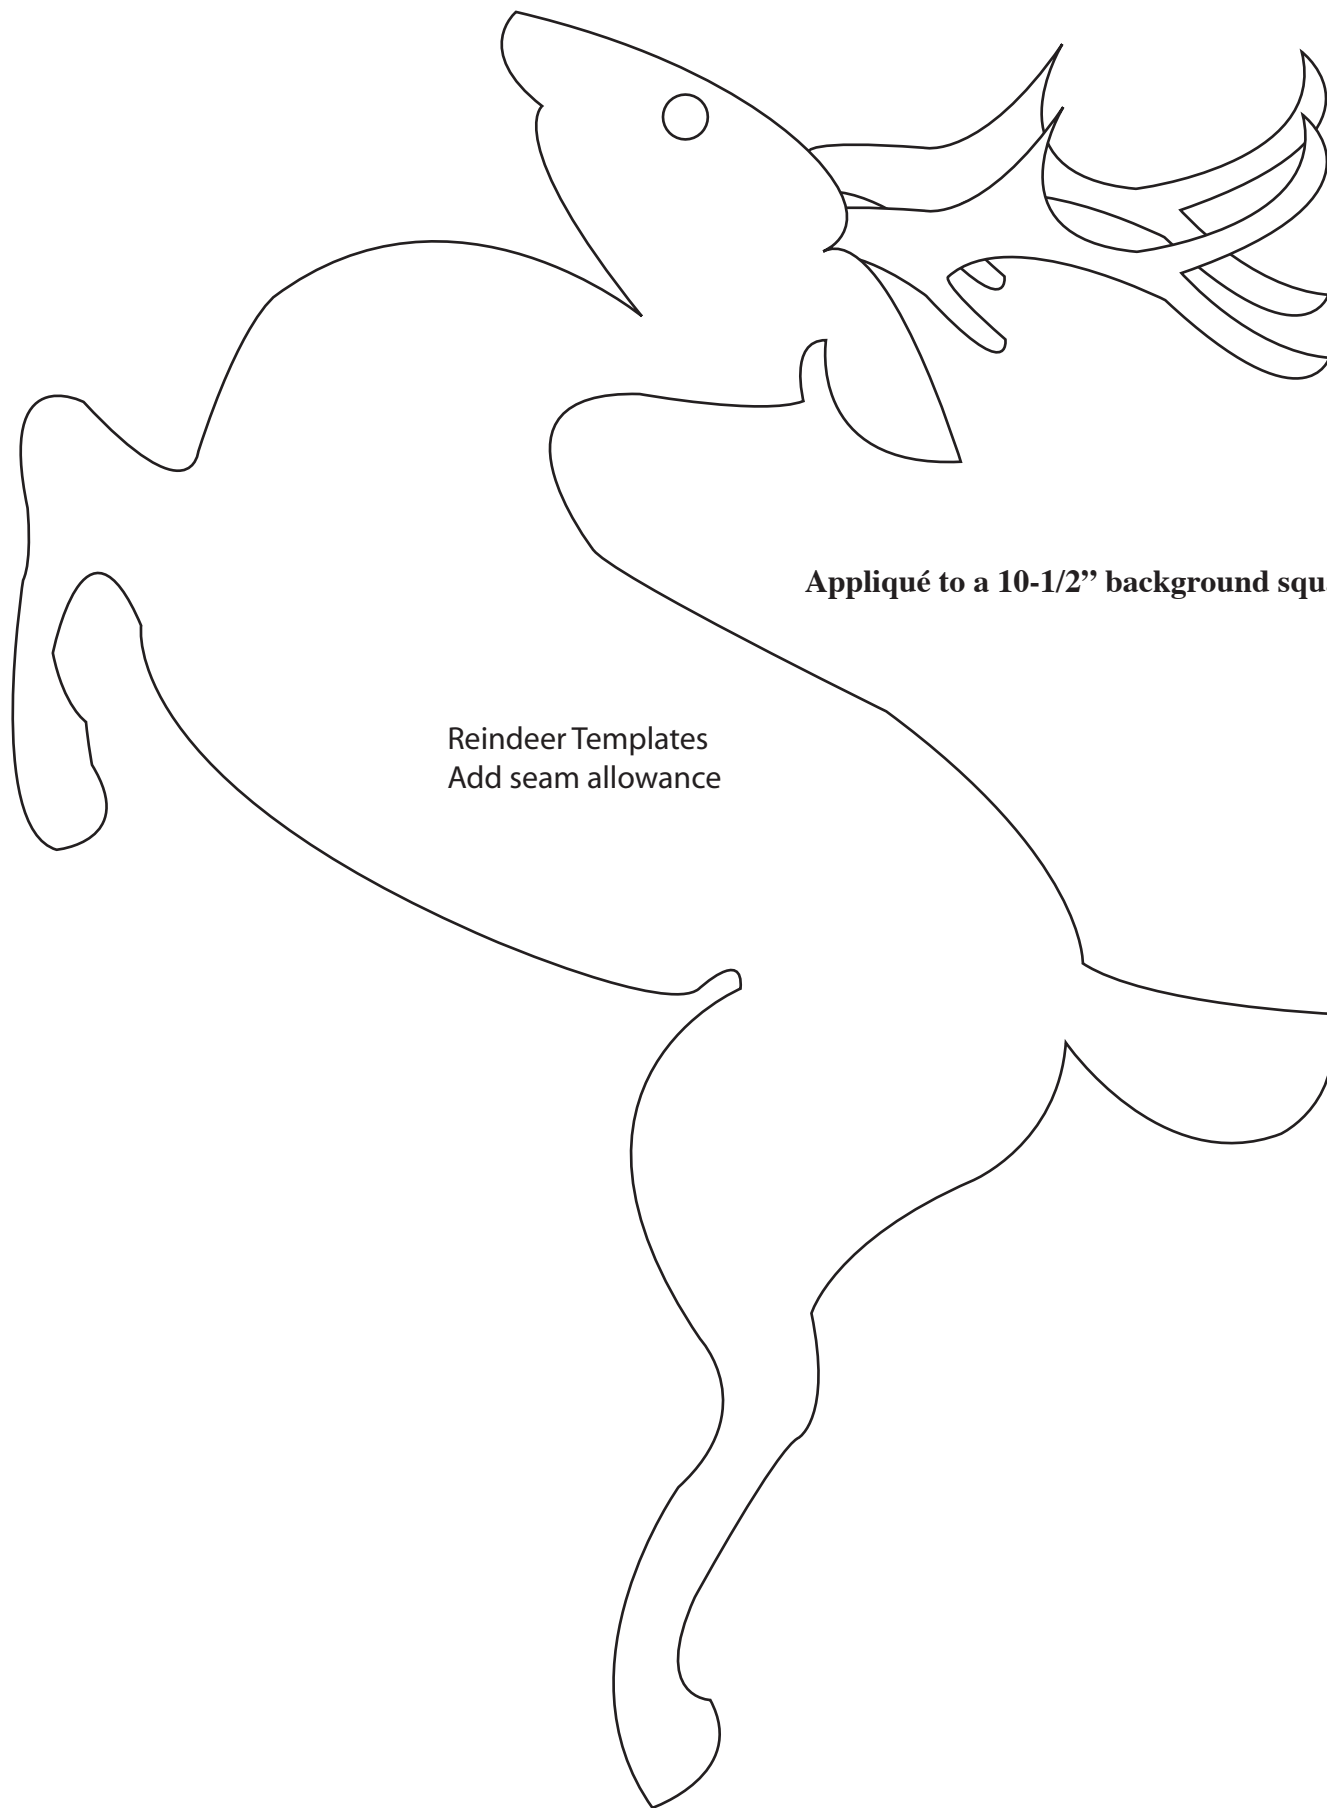 Appliqué to a 10-1/2” background squ
Reindeer Templates
Add seam allowance